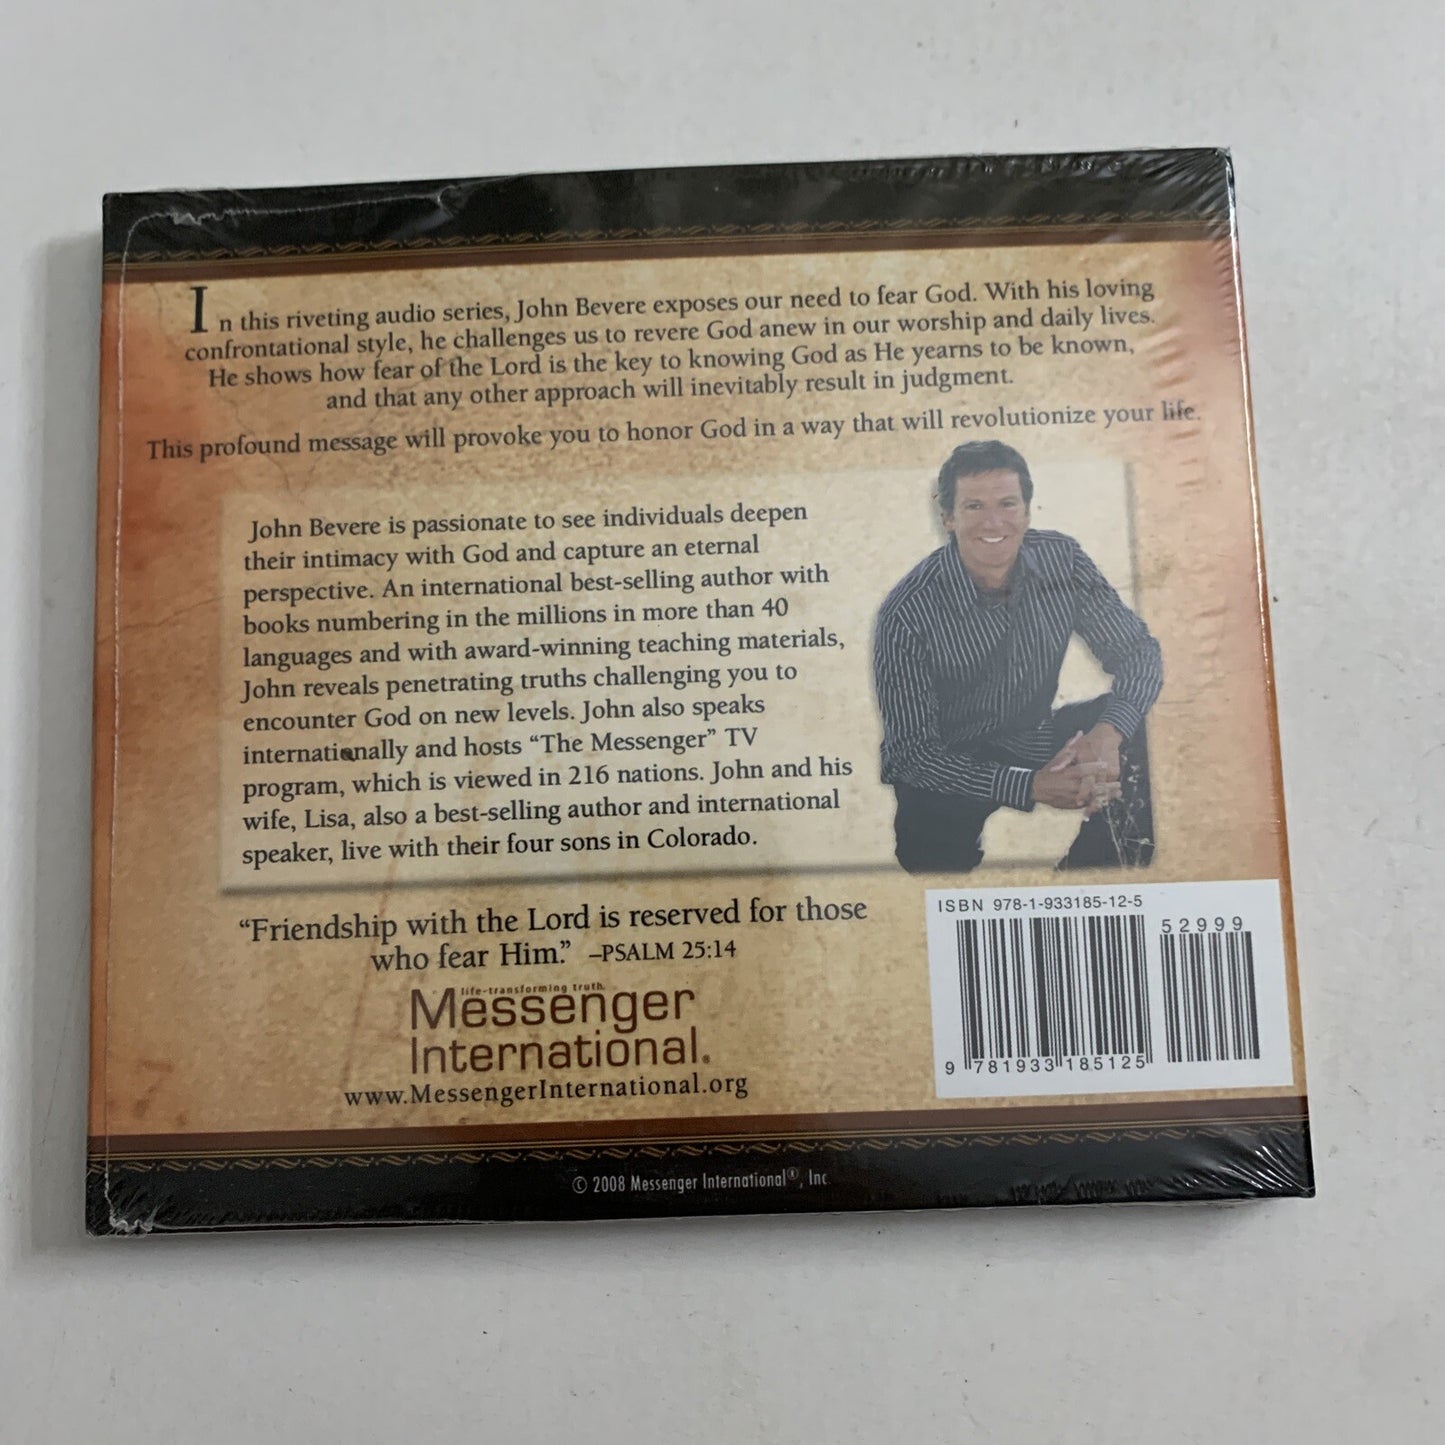 In this riveting audio series, John Bevere exposes our need to fear God. With his loving
confrontational style, he challenges us to revere God anew in our worship and daily lives.
He shows how fear of the Lord is the key to knowing God as He yearns to be known,
and that any other approach will inevitably result in judgment.
This profound message will provoke you to honor God in a way that will revolutionize your life.
John Bevere is passionate to see individuals deepen
their intimacy with God and capture an eternal
perspective. An international best-selling author with
books numbering in the millions in more than 40
languages and with award-winning teaching materials,
John reveals penetrating truths challenging you to
encounter God on new levels. John also speaks
internationally and hosts “The Messenger” TV
program, which is viewed in 216 nations. John and his
wife, Lisa, also a best-selling author and international
speaker, live with their four sons in Colorado.
“Friendship with the Lord is reserved for those
who fear Him.” –PSALM 25:14
life-transforming truth.
Messenger
International®
www.MessengerInternational.org
ISBN 978-1-933185-12-5
52999
9 781933 185125
© 2008 Messenger International®, Inc